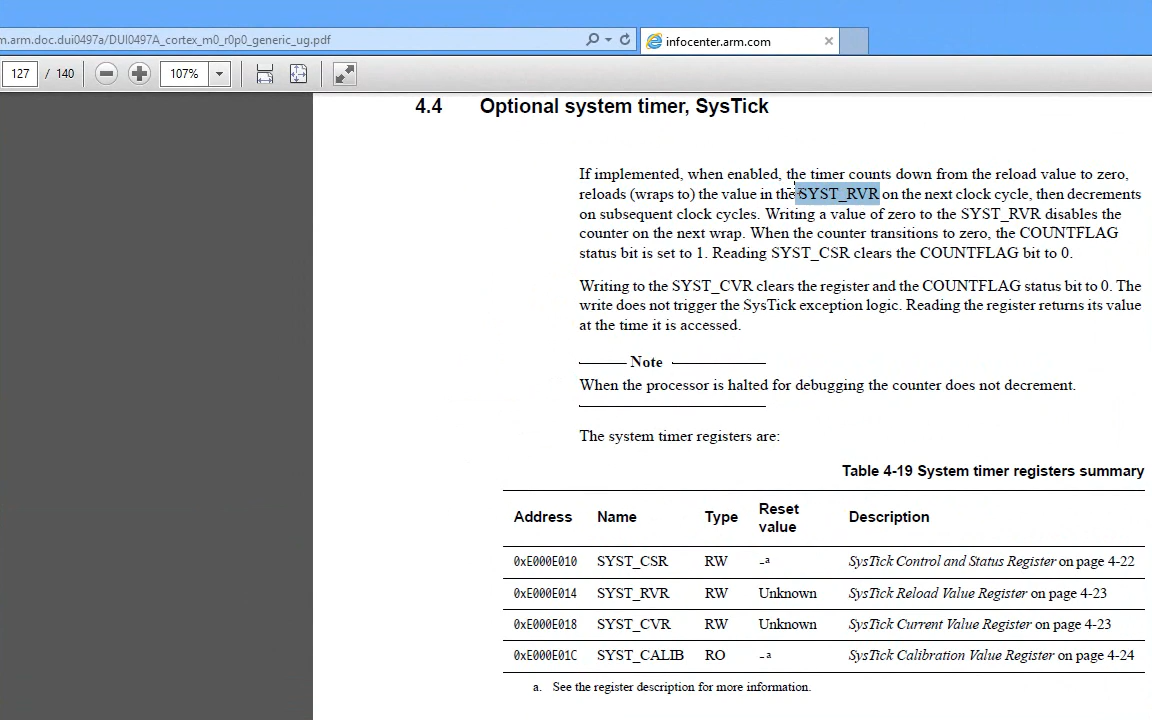 m.arm.doc.dui0497a/DUI0497A_cortex_m0_r0p0_generic_ug.pdf
infocenter.arm.com
127 / 140
107%
4.4 Optional system timer, SysTick
If implemented, when enabled, the timer counts down from the reload value to zero,
reloads (wraps to) the value in the SYST_RVR on the next clock cycle, then decrements
on subsequent clock cycles. Writing a value of zero to the SYST_RVR disables the
counter on the next wrap. When the counter transitions to zero, the COUNTFLAG
status bit is set to 1. Reading SYST_CSR clears the COUNTFLAG bit to 0.
Writing to the SYST_CVR clears the register and the COUNTFLAG status bit to 0. The
write does not trigger the SysTick exception logic. Reading the register returns its value
at the time it is accessed.
Note
When the processor is halted for debugging the counter does not decrement.
The system timer registers are:
Table 4-19 System timer registers summary
Address Name Type Reset value Description
0xE000E010 SYST_CSR RW -a SysTick Control and Status Register on page 4-22
0xE000E014 SYST_RVR RW Unknown SysTick Reload Value Register on page 4-23
0xE000E018 SYST_CVR RW Unknown SysTick Current Value Register on page 4-23
0xE000E01C SYST_CALIB RO -a SysTick Calibration Value Register on page 4-24
a. See the register description for more information.